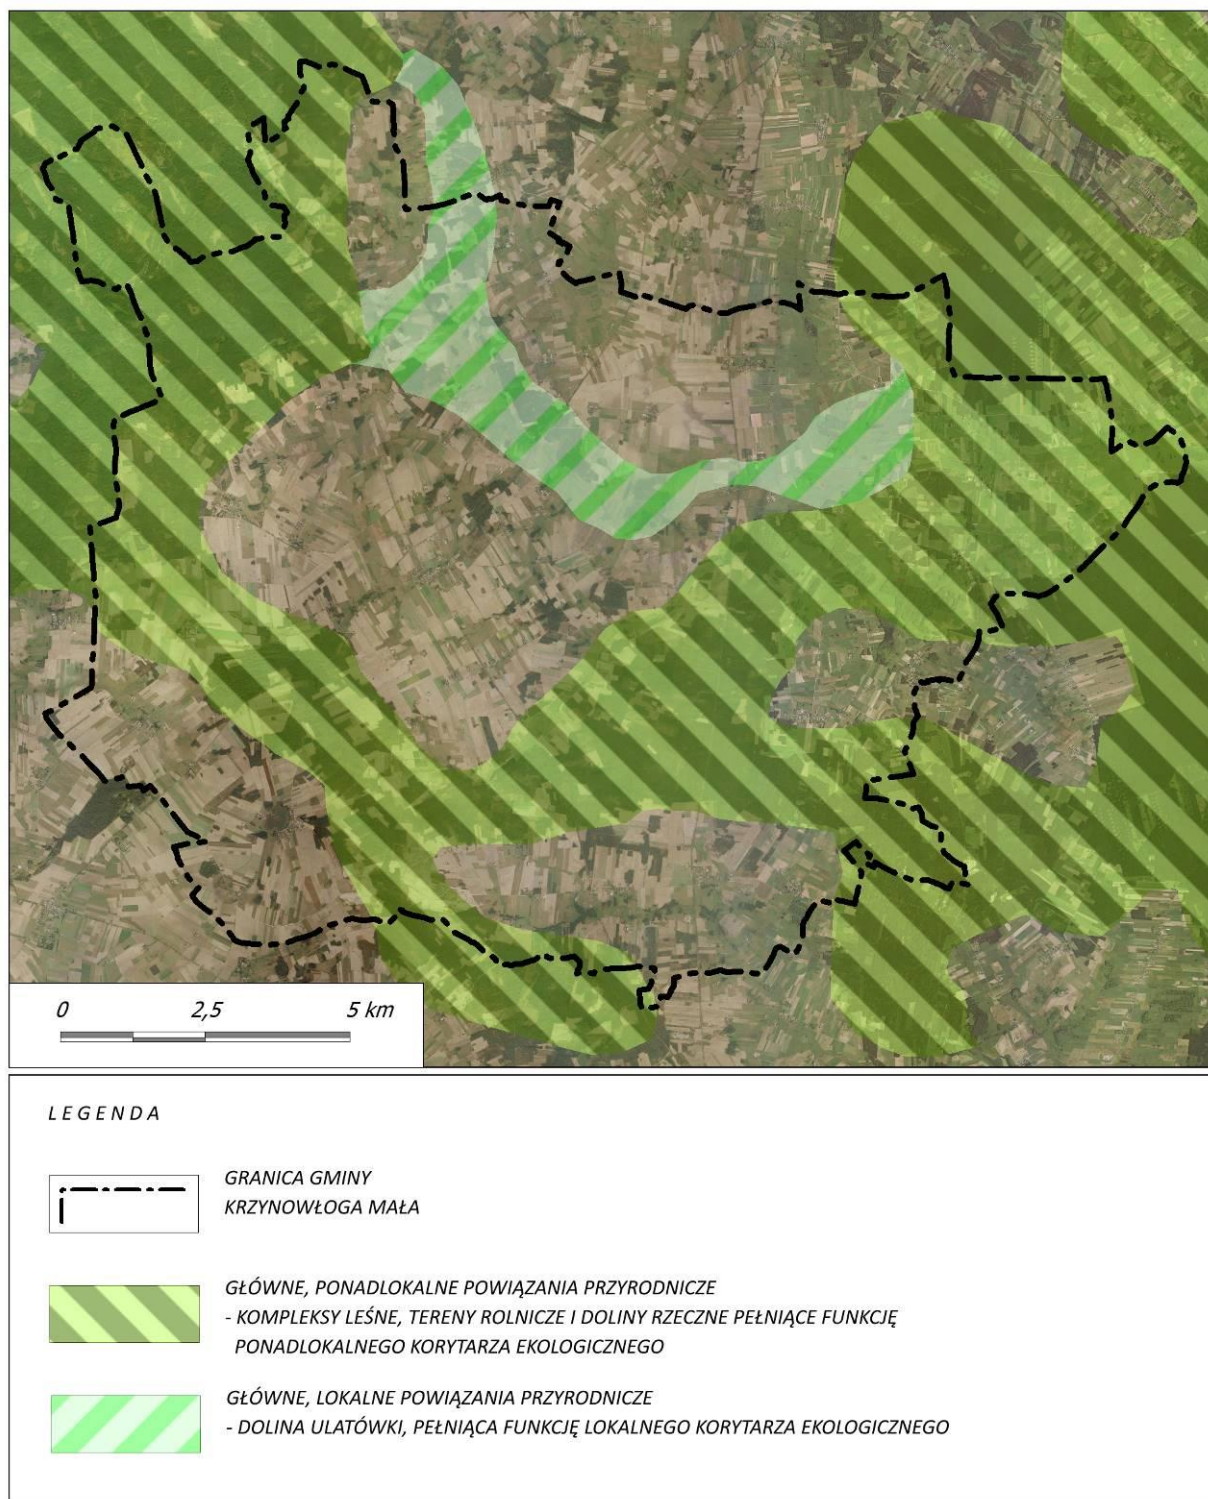 0 2,5 5 km
LEGENDA
GRANICA GMINY
KRZYNOWŁOGA MAŁA
GŁÓWNE, PONADLOKALNE POWIĄZANIA PRZYRODNICZE
- KOMPLEKSY LEŚNE, TERENY ROLNICZE I DOLINY RZECZNE PEŁNIĄCE FUNKCJĘ
PONADLOKALNEGO KORYTARZA EKOLOGICZNEGO
GŁÓWNE, LOKALNE POWIĄZANIA PRZYRODNICZE
- DOLINA ULATÓWKI, PEŁNIĄCA FUNKCJĘ LOKALNEGO KORYTARZA EKOLOGICZNEGO